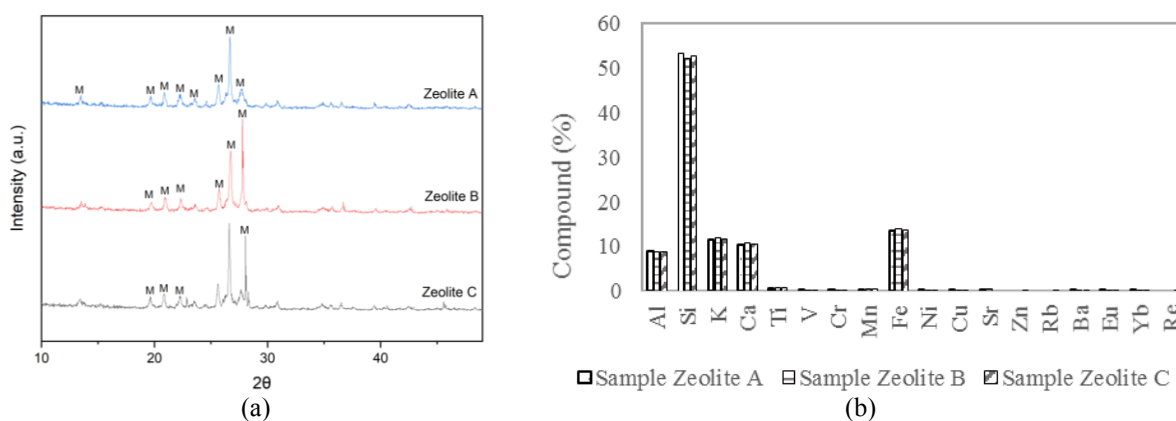 M
M M M M M M M
Zeolite A
M
M M M M M
Zeolite B
M
M M M
Zeolite C
Intensity (a.u.)
10 20 30 40
2θ
(a)
60
50
40
30
20
10
0
Compound (%)
Al Si K Ca Ti V Cr Mn Fe Ni Cu Sr Zn Rb Ba Eu Yb Re
Sample Zeolite A Sample Zeolite B Sample Zeolite C
(b)